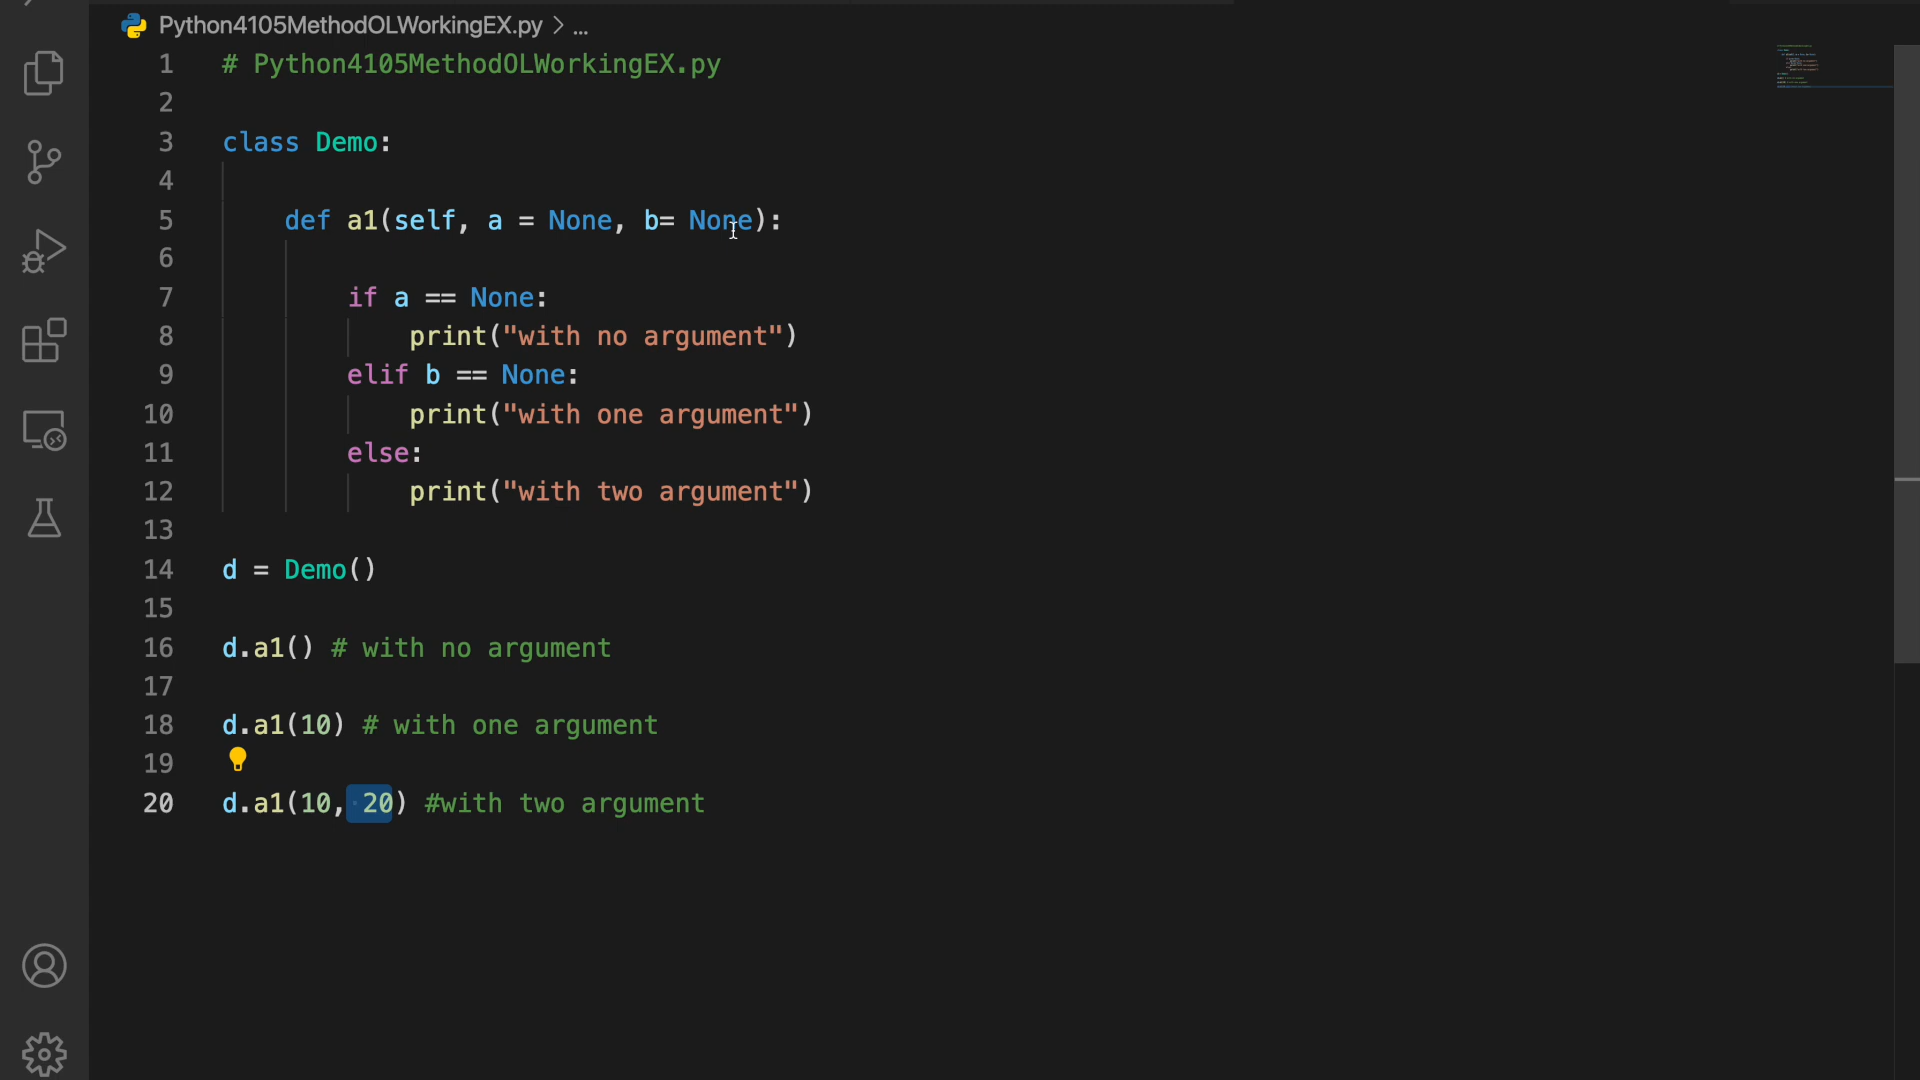 Python4105MethodOLWorkingEX.py > ...
1 # Python4105MethodOLWorkingEX.py
2
3 class Demo:
4
5 def a1(self, a = None, b= None):
6
7 if a == None:
8 print("with no argument")
9 elif b == None:
10 print("with one argument")
11 else:
12 print("with two argument")
13
14 d = Demo()
15
16 d.a1() # with no argument
17
18 d.a1(10) # with one argument
19
20 d.a1(10, 20) #with two argument